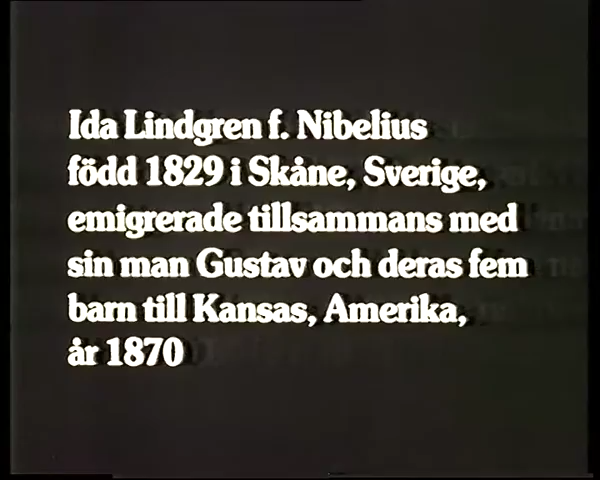 Ida Lindgren f. Nibelius
född 1829 i Skåne, Sverige,
emigrerade tillsammans med
sin man Gustav och deras fem
barn till Kansas, Amerika,
år 1870